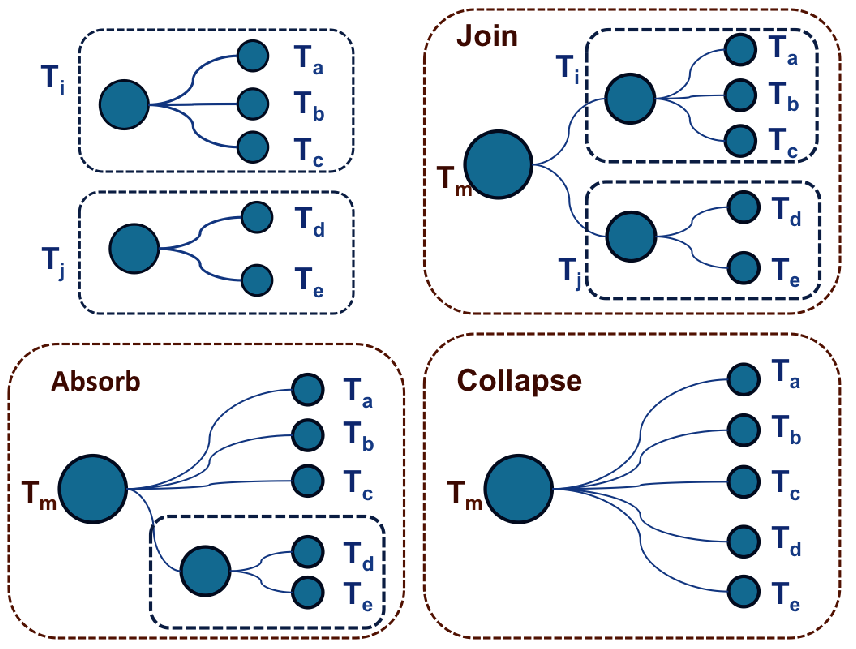 T_i
T_a
T_b
T_c
T_j
T_d
T_e
Join
T_m
T_i
T_a
T_b
T_c
T_j
T_d
T_e
Absorb
T_m
T_a
T_b
T_c
T_d
T_e
Collapse
T_m
T_a
T_b
T_c
T_d
T_e